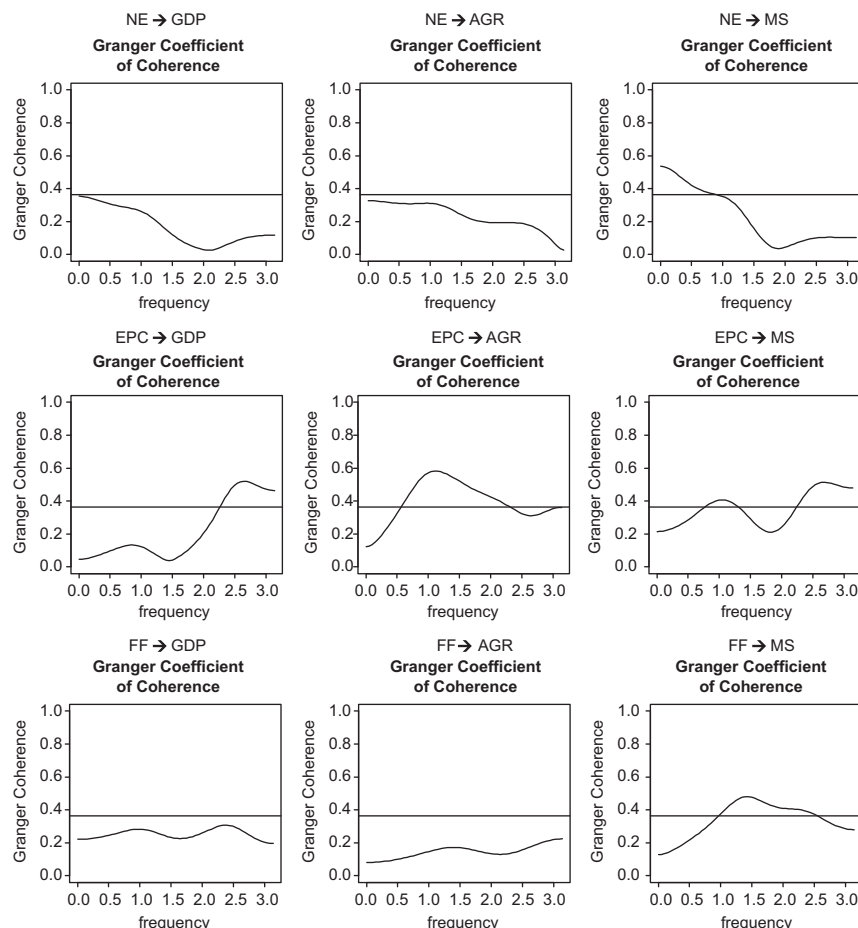 NE → GDP
Granger Coefficient
of Coherence
Granger Coherence
1.0
0.8
0.6
0.4
0.2
0.0
0.0 0.5 1.0 1.5 2.0 2.5 3.0
frequency
NE → AGR
Granger Coefficient
of Coherence
Granger Coherence
1.0
0.8
0.6
0.4
0.2
0.0
0.0 0.5 1.0 1.5 2.0 2.5 3.0
frequency
NE → MS
Granger Coefficient
of Coherence
Granger Coherence
1.0
0.8
0.6
0.4
0.2
0.0
0.0 0.5 1.0 1.5 2.0 2.5 3.0
frequency
EPC → GDP
Granger Coefficient
of Coherence
Granger Coherence
1.0
0.8
0.6
0.4
0.2
0.0
0.0 0.5 1.0 1.5 2.0 2.5 3.0
frequency
EPC → AGR
Granger Coefficient
of Coherence
Granger Coherence
1.0
0.8
0.6
0.4
0.2
0.0
0.0 0.5 1.0 1.5 2.0 2.5 3.0
frequency
EPC → MS
Granger Coefficient
of Coherence
Granger Coherence
1.0
0.8
0.6
0.4
0.2
0.0
0.0 0.5 1.0 1.5 2.0 2.5 3.0
frequency
FF → GDP
Granger Coefficient
of Coherence
Granger Coherence
1.0
0.8
0.6
0.4
0.2
0.0
0.0 0.5 1.0 1.5 2.0 2.5 3.0
frequency
FF → AGR
Granger Coefficient
of Coherence
Granger Coherence
1.0
0.8
0.6
0.4
0.2
0.0
0.0 0.5 1.0 1.5 2.0 2.5 3.0
frequency
FF → MS
Granger Coefficient
of Coherence
Granger Coherence
1.0
0.8
0.6
0.4
0.2
0.0
0.0 0.5 1.0 1.5 2.0 2.5 3.0
frequency